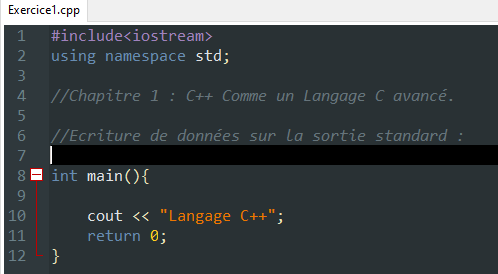 Exercice1.cpp
1 #include<iostream>
2 using namespace std;
3
4 //Chapitre 1 : C++ Comme un Langage C avancé.
5
6 //Ecriture de données sur la sortie standard :
7
8 int main(){
9
10 cout << "Langage C++";
11 return 0;
12 }